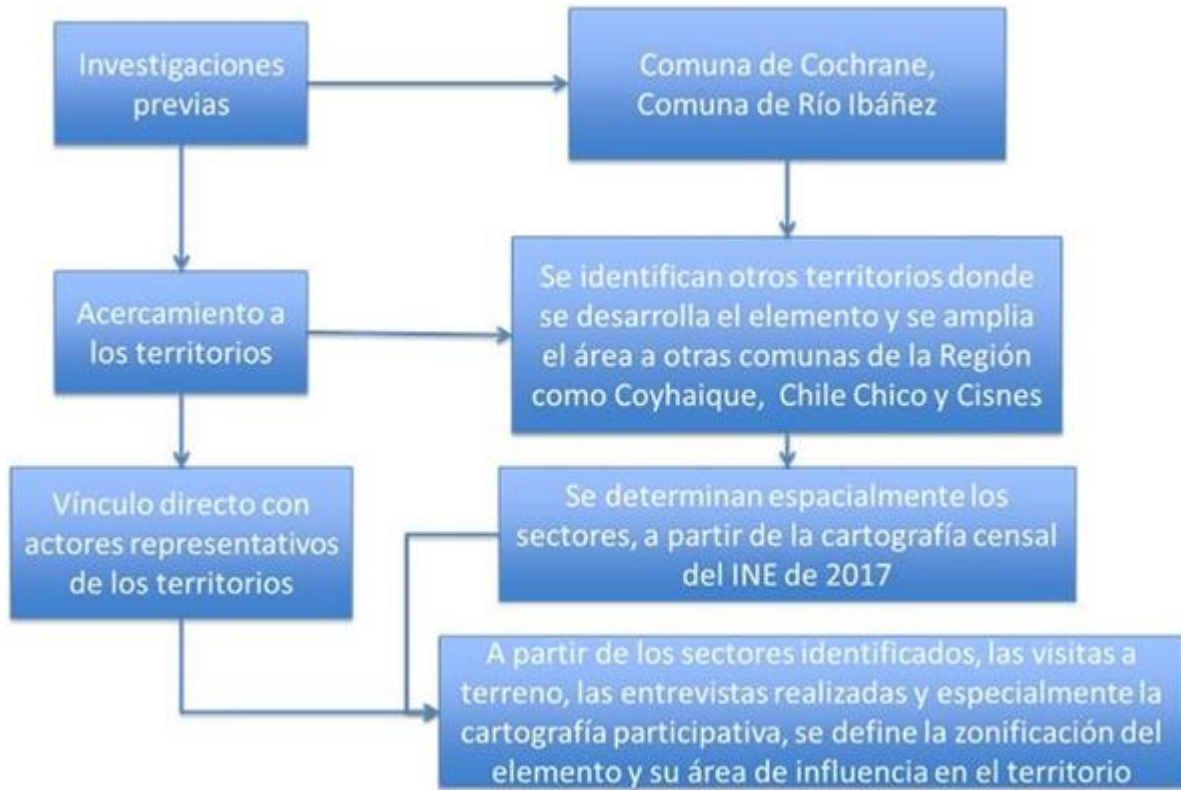 Investigaciones
previas
Comuna de Cochrane,
Comuna de Río Ibáñez
Acercamiento a
los territorios
Se identifican otros territorios donde
se desarrolla el elemento y se amplia
el área a otras comunas de la Región
como Coyhaique, Chile Chico y Cisnes
Vínculo directo con
actores representativos
de los territorios
Se determinan espacialmente los
sectores, a partir de la cartografía censal
del INE de 2017
A partir de los sectores identificados, las visitas a
terreno, las entrevistas realizadas y especialmente la
cartografía participativa, se define la zonificación del
elemento y su área de influencia en el territorio